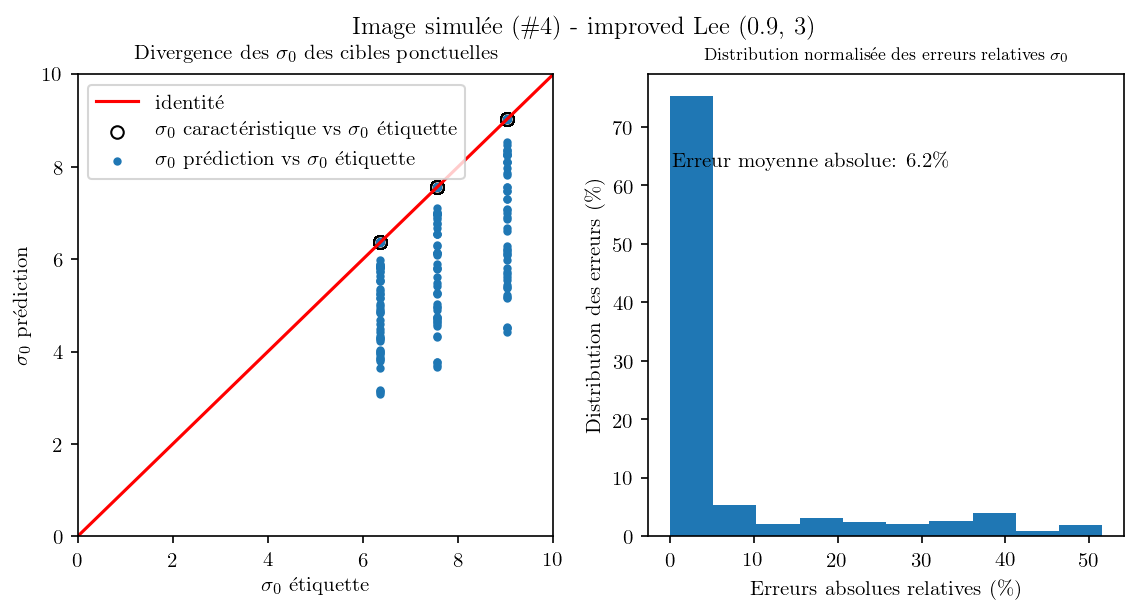 Image simulée (#4) - improved Lee (0.9, 3)
Divergence des σ₀ des cibles ponctuelles
identité
σ₀ caractéristique vs σ₀ étiquette
σ₀ prédiction vs σ₀ étiquette
10
8
6
4
2
0
σ₀ prédiction
0 2 4 6 8 10
σ₀ étiquette
Distribution normalisée des erreurs relatives σ₀
Erreur moyenne absolue: 6.2%
70
60
50
40
30
20
10
0
Distribution des erreurs (%)
0 10 20 30 40 50
Erreurs absolues relatives (%)